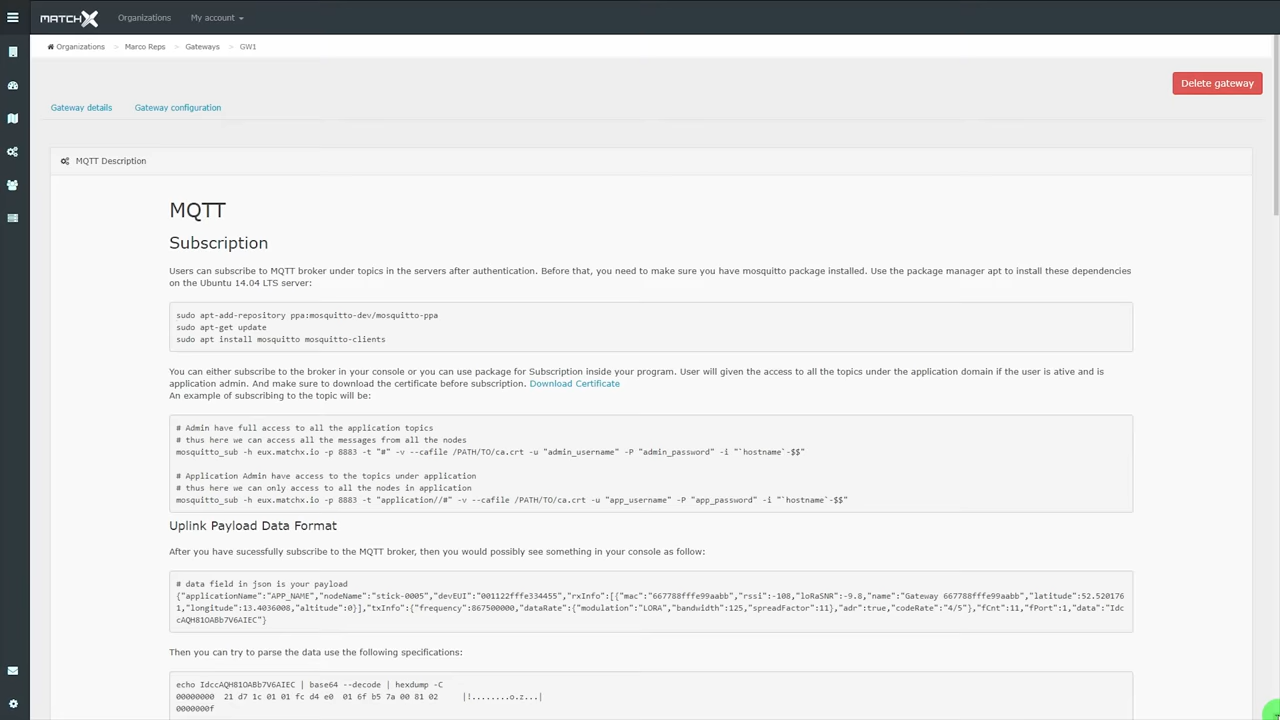 MATCHX Organizations My account
Organizations > Marco Reps > Gateways > GW1
Delete gateway
Gateway details Gateway configuration
MQTT Description
MQTT
Subscription
Users can subscribe to MQTT broker under topics in the servers after authentication. Before that, you need to make sure you have mosquitto package installed. Use the package manager apt to install these dependencies
on the Ubuntu 14.04 LTS server:
sudo apt-add-repository ppa:mosquitto-dev/mosquitto-ppa
sudo apt-get update
sudo apt install mosquitto mosquitto-clients
You can either subscribe to the broker in your console or you can use package for Subscription inside your program. User will given the access to all the topics under the application domain if the user is ative and is
application admin. And make sure to download the certificate before subscription. Download Certificate
An example of subscribing to the topic will be:
# Admin have full access to all the application topics
# thus here we can access all the messages from all the nodes
mosquitto_sub -h eux.matchx.io -p 8883 -t "#" -v --cafile /PATH/TO/ca.crt -u "admin_username" -P "admin_password" -i "`hostname`-$$"
# Application Admin have access to the topics under application
# thus here we can only access to all the nodes in application
mosquitto_sub -h eux.matchx.io -p 8883 -t "application//#" -v --cafile /PATH/TO/ca.crt -u "app_username" -P "app_password" -i "`hostname`-$$"
Uplink Payload Data Format
After you have sucessfully subscribe to the MQTT broker, then you would possibly see something in your console as follow:
# data field in json is your payload
{"applicationName":"APP_NAME","nodeName":"stick-0005","devEUI":"001122fffe334455","rxInfo":[{"mac":"667788fffe99aabb","rssi":-108,"loRaSNR":-9.8,"name":"Gateway 667788fffe99aabb","latitude":52.520176
1,"longitude":13.4036008,"altitude":0}],"txInfo":{"frequency":867500000,"dataRate":{"modulation":"LORA","bandwidth":125,"spreadFactor":11},"adr":true,"codeRate":"4/5"},"fCnt":11,"fPort":1,"data":"Idc
cAQH81OABb7V6AIEC"}
Then you can try to parse the data use the following specifications:
echo IdccAQH81OABb7V6AIEC | base64 --decode | hexdump -C
00000000 21 d7 1c 01 01 fc d4 e0 01 6f b5 7a 00 81 02 |!........o.z...|
0000000f